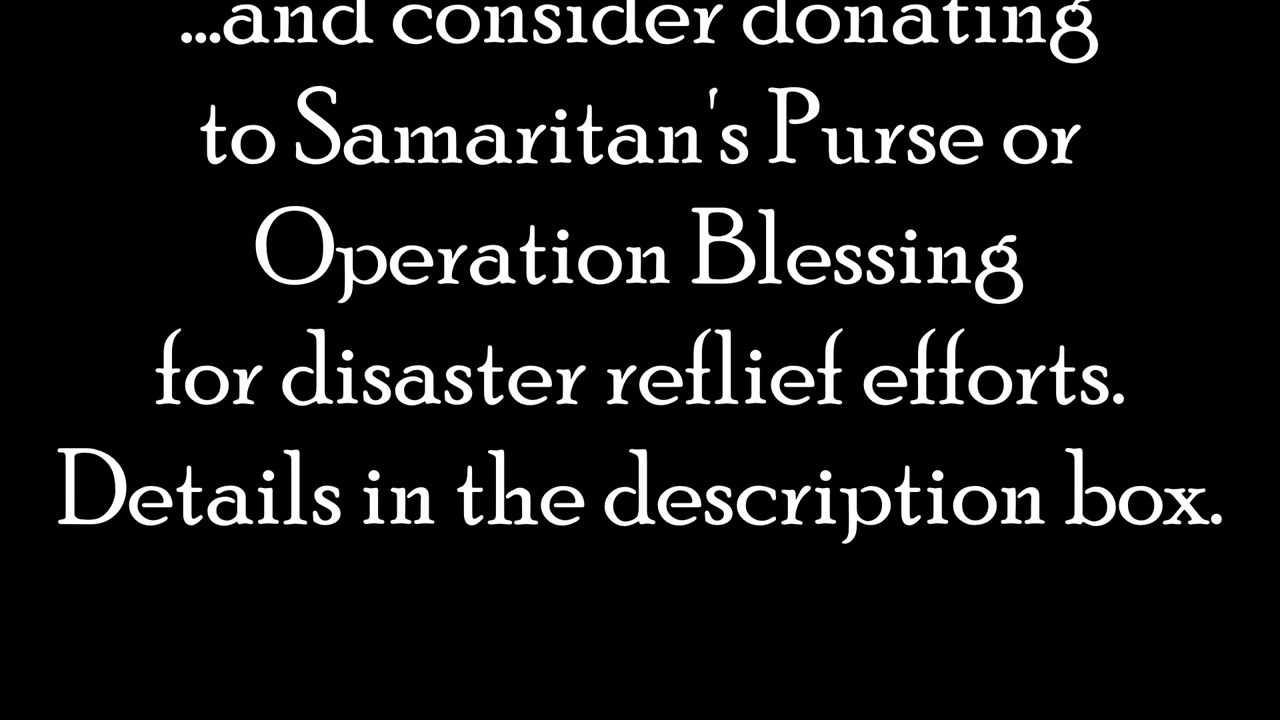 ...and consider donating
to Samaritan's Purse or
Operation Blessing
for disaster reflief efforts.
Details in the description box.